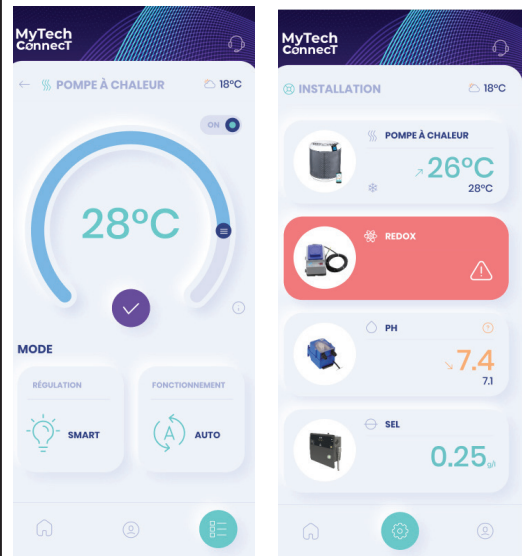 MyTech
ConnecT
POMPE À CHALEUR
18°C
ON
28°C
MODE
RÉGULATION
SMART
FONCTIONNEMENT
A
AUTO
MyTech
ConnecT
INSTALLATION
18°C
POMPE À CHALEUR
26°C
28°C
REDOX
PH
7.4
7.1
SEL
0.25 g/l